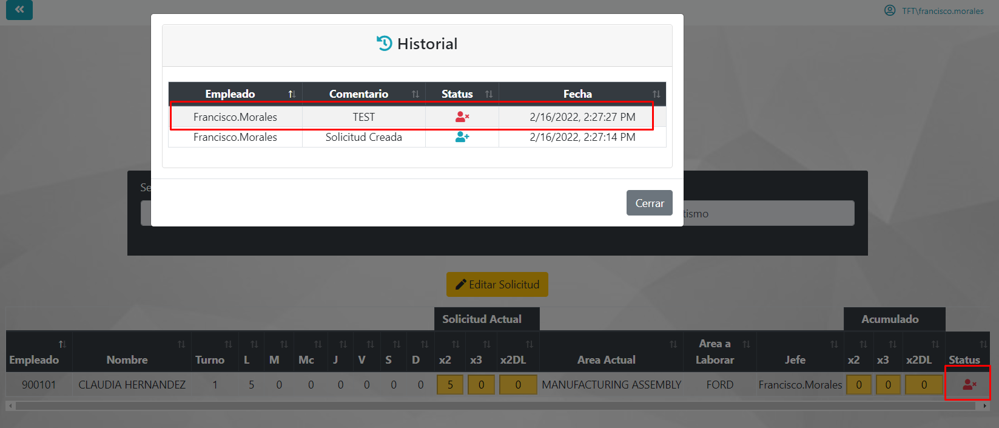 TFT\francisco.morales
Historial
Empleado Comentario Status Fecha
Francisco.Morales TEST 2/16/2022, 2:27:27 PM
Francisco.Morales Solicitud Creada 2/16/2022, 2:27:14 PM
Cerrar
Editar Solicitud
Solicitud Actual Acumulado
Empleado Nombre Turno L M Mc J V S D x2 x3 x2DL Area Actual Area a Laborar Jefe x2 x3 x2DL Status
900101 CLAUDIA HERNANDEZ 1 5 0 0 0 0 0 0 5 0 0 MANUFACTURING ASSEMBLY FORD Francisco.Morales 0 0 0